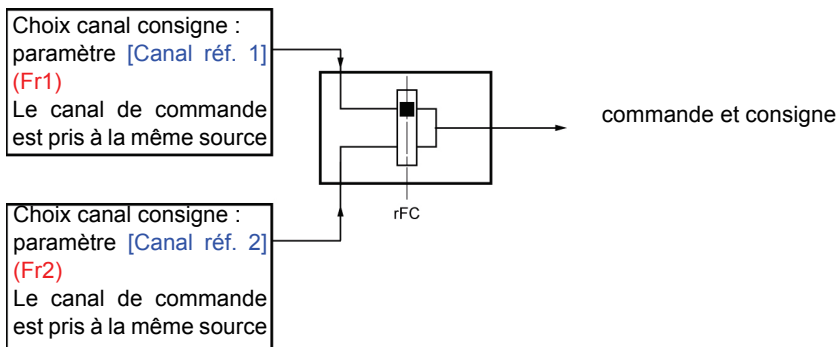 Choix canal consigne :
paramètre [Canal réf. 1]
(Fr1)
Le canal de commande
est pris à la même source
commande et consigne
rFC
Choix canal consigne :
paramètre [Canal réf. 2]
(Fr2)
Le canal de commande
est pris à la même source